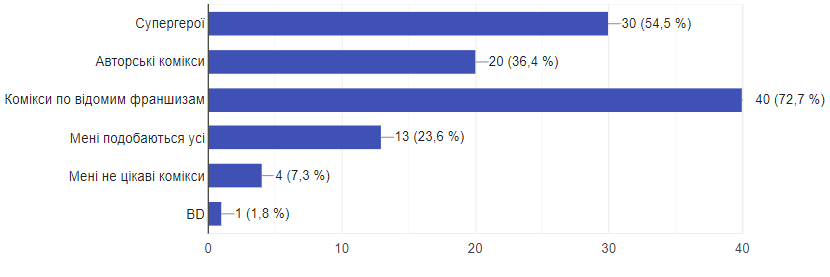 Супергерої 30 (54,5 %)
Авторські комікси 20 (36,4 %)
Комікси по відомим франшизам 40 (72,7 %)
Мені подобаються усі 13 (23,6 %)
Мені не цікаві комікси 4 (7,3 %)
BD 1 (1,8 %)
0 10 20 30 40